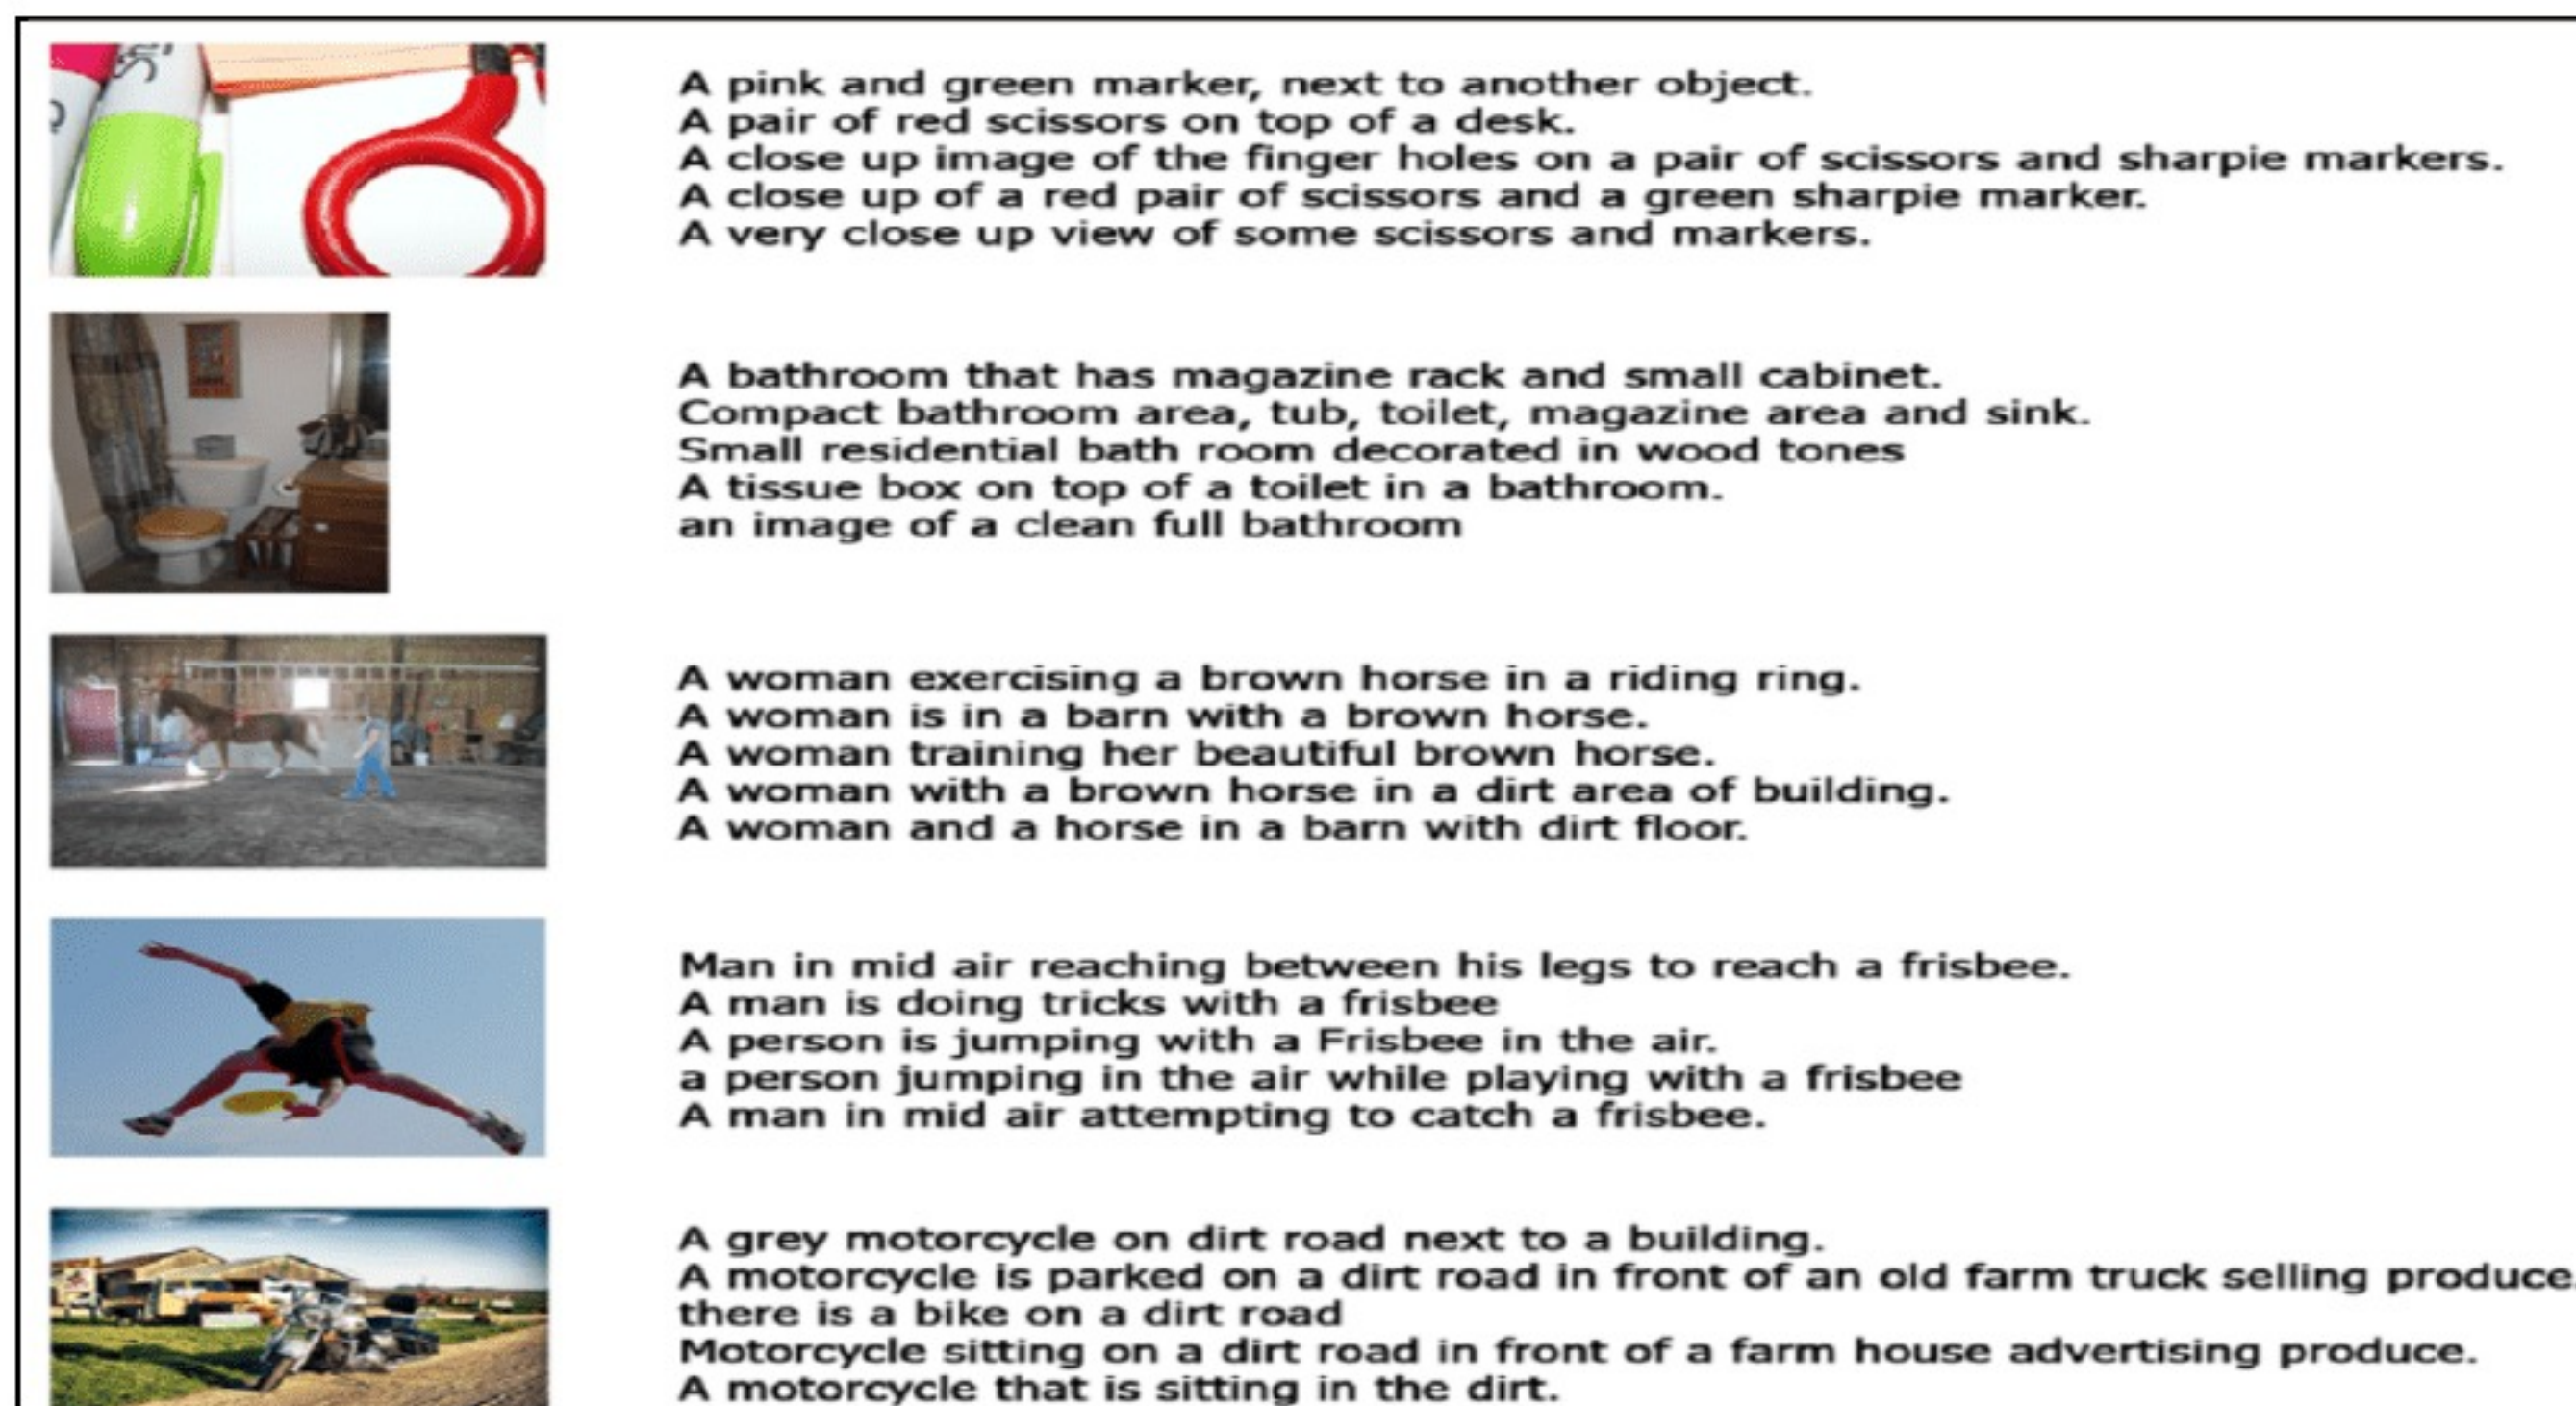 A pink and green marker, next to another object.
A pair of red scissors on top of a desk.
A close up image of the finger holes on a pair of scissors and sharpie markers.
A close up of a red pair of scissors and a green sharpie marker.
A very close up view of some scissors and markers.
A bathroom that has magazine rack and small cabinet.
Compact bathroom area, tub, toilet, magazine area and sink.
Small residential bath room decorated in wood tones
A tissue box on top of a toilet in a bathroom.
an image of a clean full bathroom
A woman exercising a brown horse in a riding ring.
A woman is in a barn with a brown horse.
A woman training her beautiful brown horse.
A woman with a brown horse in a dirt area of building.
A woman and a horse in a barn with dirt floor.
Man in mid air reaching between his legs to reach a frisbee.
A man is doing tricks with a frisbee
A person is jumping with a Frisbee in the air.
a person jumping in the air while playing with a frisbee
A man in mid air attempting to catch a frisbee.
A grey motorcycle on dirt road next to a building.
A motorcycle is parked on a dirt road in front of an old farm truck selling produce
there is a bike on a dirt road
Motorcycle sitting on a dirt road in front of a farm house advertising produce.
A motorcycle that is sitting in the dirt.